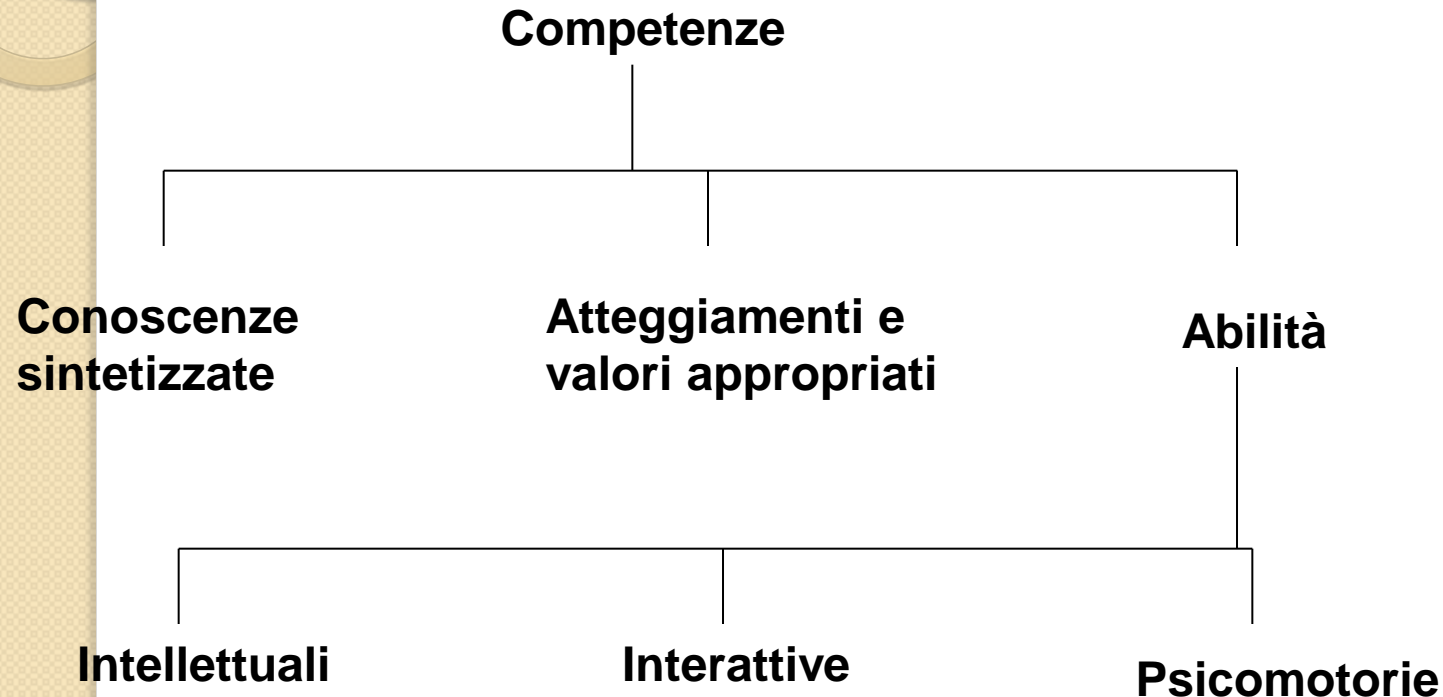 Competenze
Conoscenze
sintetizzate
Atteggiamenti e
valori appropriati
Abilità
Intellettuali
Interattive
Psicomotorie